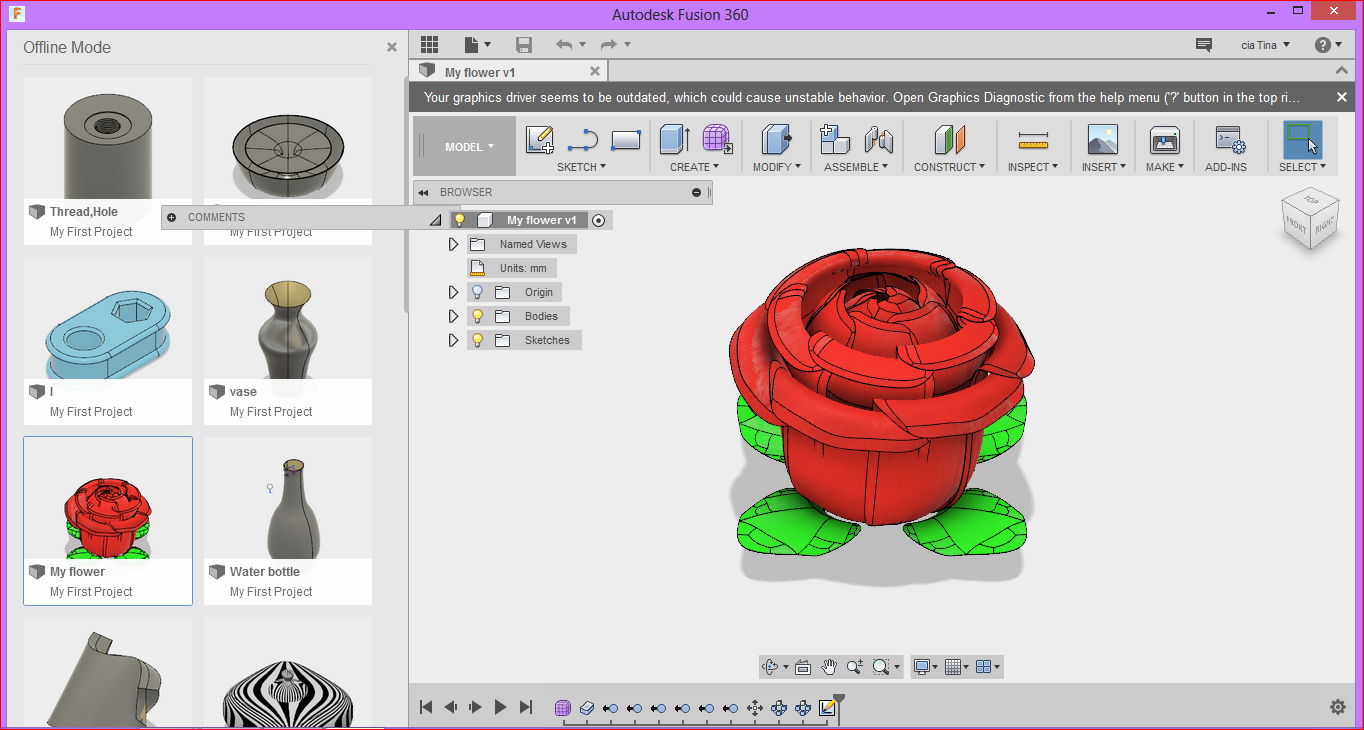 Autodesk Fusion 360
Offline Mode
cia Tina
My flower v1
Your graphics driver seems to be outdated, which could cause unstable behavior. Open Graphics Diagnostic from the help menu ('?' button in the top ri...
MODEL
SKETCH
CREATE
MODIFY
ASSEMBLE
CONSTRUCT
INSPECT
INSERT
MAKE
ADD-INS
SELECT
BROWSER
COMMENTS
My flower v1
Named Views
Units: mm
Origin
Bodies
Sketches
TOP
FRONT
RIGHT
Thread,Hole
My First Project
My First Project
I
My First Project
vase
My First Project
My flower
My First Project
Water bottle
My First Project